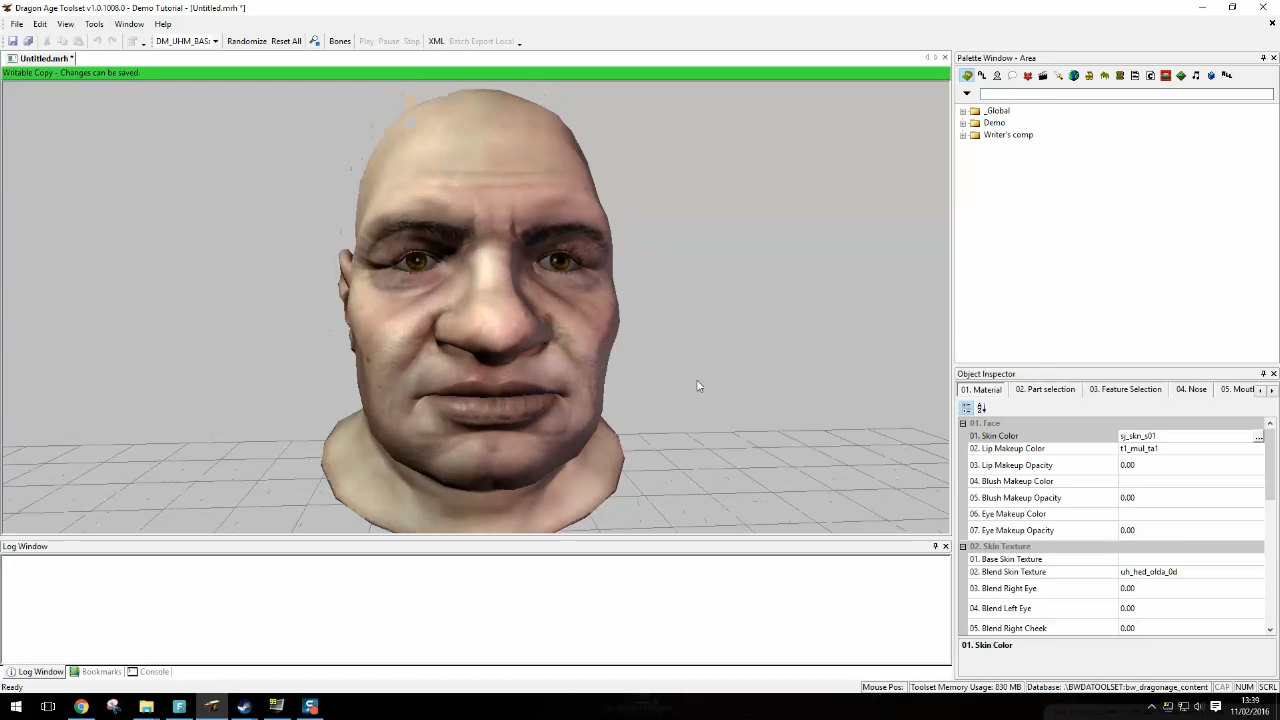 Dragon Age Toolset v1.0.1008.0 - Demo Tutorial - [Untitled.mrh *]
File Edit View Tools Window Help
DM_UHM_BAS: Randomize Reset All Bones Play Pause Stop XML Batch Export Local
Untitled.mrh *
Writable Copy - Changes can be saved.
Palette Window - Area
_Global
Demo
Writer's comp
Object Inspector
01. Material 02. Part selection 03. Feature Selection 04. Nose 05. Mout
01. Face
01. Skin Color sj_skn_s01 ...
02. Lip Makeup Color t1_mul_ta1
03. Lip Makeup Opacity 0.00
04. Blush Makeup Color
05. Blush Makeup Opacity 0.00
06. Eye Makeup Color
07. Eye Makeup Opacity 0.00
02. Skin Texture
01. Base Skin Texture
02. Blend Skin Texture uh_hed_olda_0d
03. Blend Right Eye 0.00
04. Blend Left Eye 0.00
05. Blend Right Cheek 0.00
01. Skin Color
Log Window
Log Window Bookmarks Console
Ready Mouse Pos: Toolset Memory Usage: 830 MB Database: .\BWDATOOLSET:bw_dragonage_content CAP NUM SCRL
13:39
11/02/2016